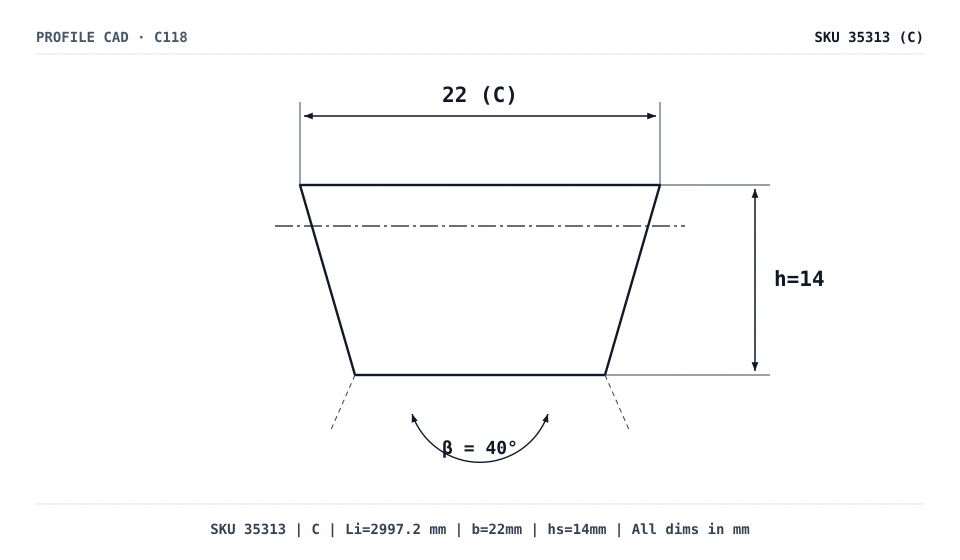 PROFILE CAD · C118
SKU 35313 (C)
22 (C)
h=14
β = 40°
SKU 35313 | C | Li=2997.2 mm | b=22mm | hs=14mm | All dims in mm